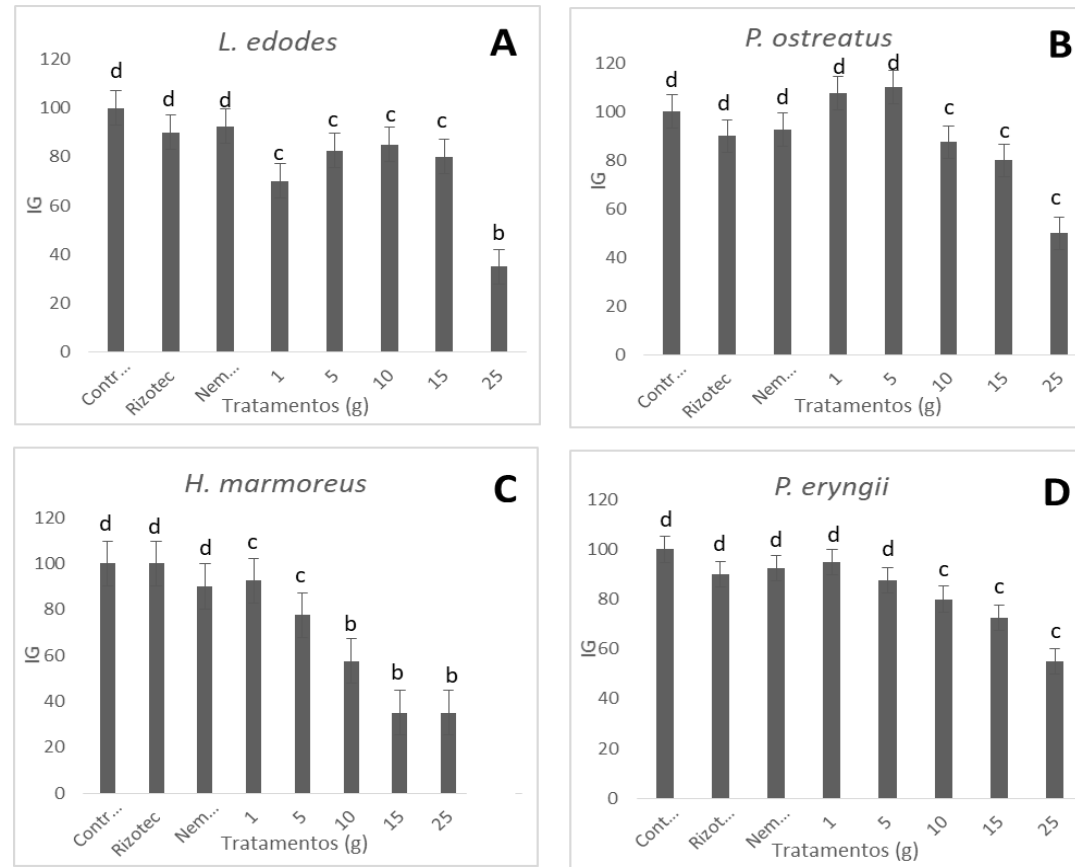 L. edodes
A
120
100
80
60
40
20
0
IG
d
d
d
c
c
c
c
b
Contr...
Rizotec
Nem...
1
5
10
15
25
Tratamentos (g)
P. ostreatus
B
120
100
80
60
40
20
0
IG
d
d
d
d
d
c
c
c
Contr...
Rizotec
Nem...
1
5
10
15
25
Tratamentos (g)
H. marmoreus
C
120
100
80
60
40
20
0
IG
d
d
d
c
c
b
b
b
Contr...
Rizotec
Nem...
1
5
10
15
25
Tratamentos (g)
P. eryngii
D
120
100
80
60
40
20
0
IG
d
d
d
d
d
c
c
c
Cont...
Rizot...
Nem...
1
5
10
15
25
Tratamentos (g)